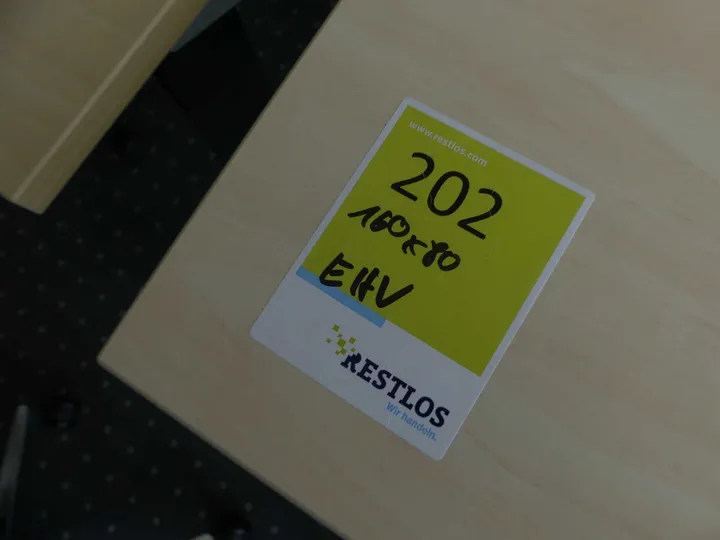 www.restlos.com
202
160x80
EHV
RESTLOS
Wir handeln.